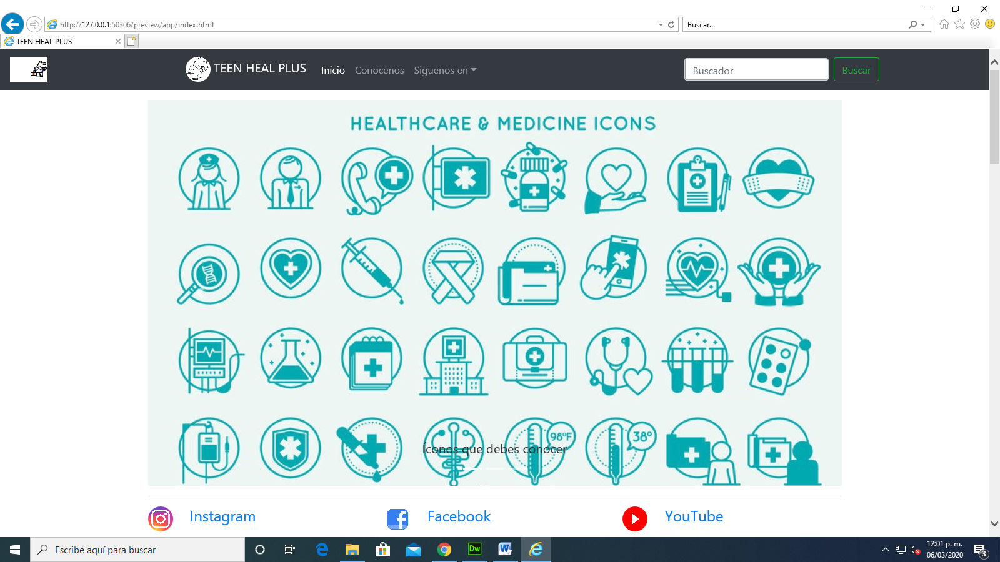 http://127.0.0.1:50306/preview/app/index.html
Buscar...
TEEN HEAL PLUS
TEEN HEAL PLUS Inicio Conocenos Siguenos en Buscador Buscar
HEALTHCARE & MEDICINE ICONS
98°F
38°
Íconos que debes conocer
Instagram Facebook YouTube
Escribe aquí para buscar
Dw
12:01 p. m.
06/03/2020
3